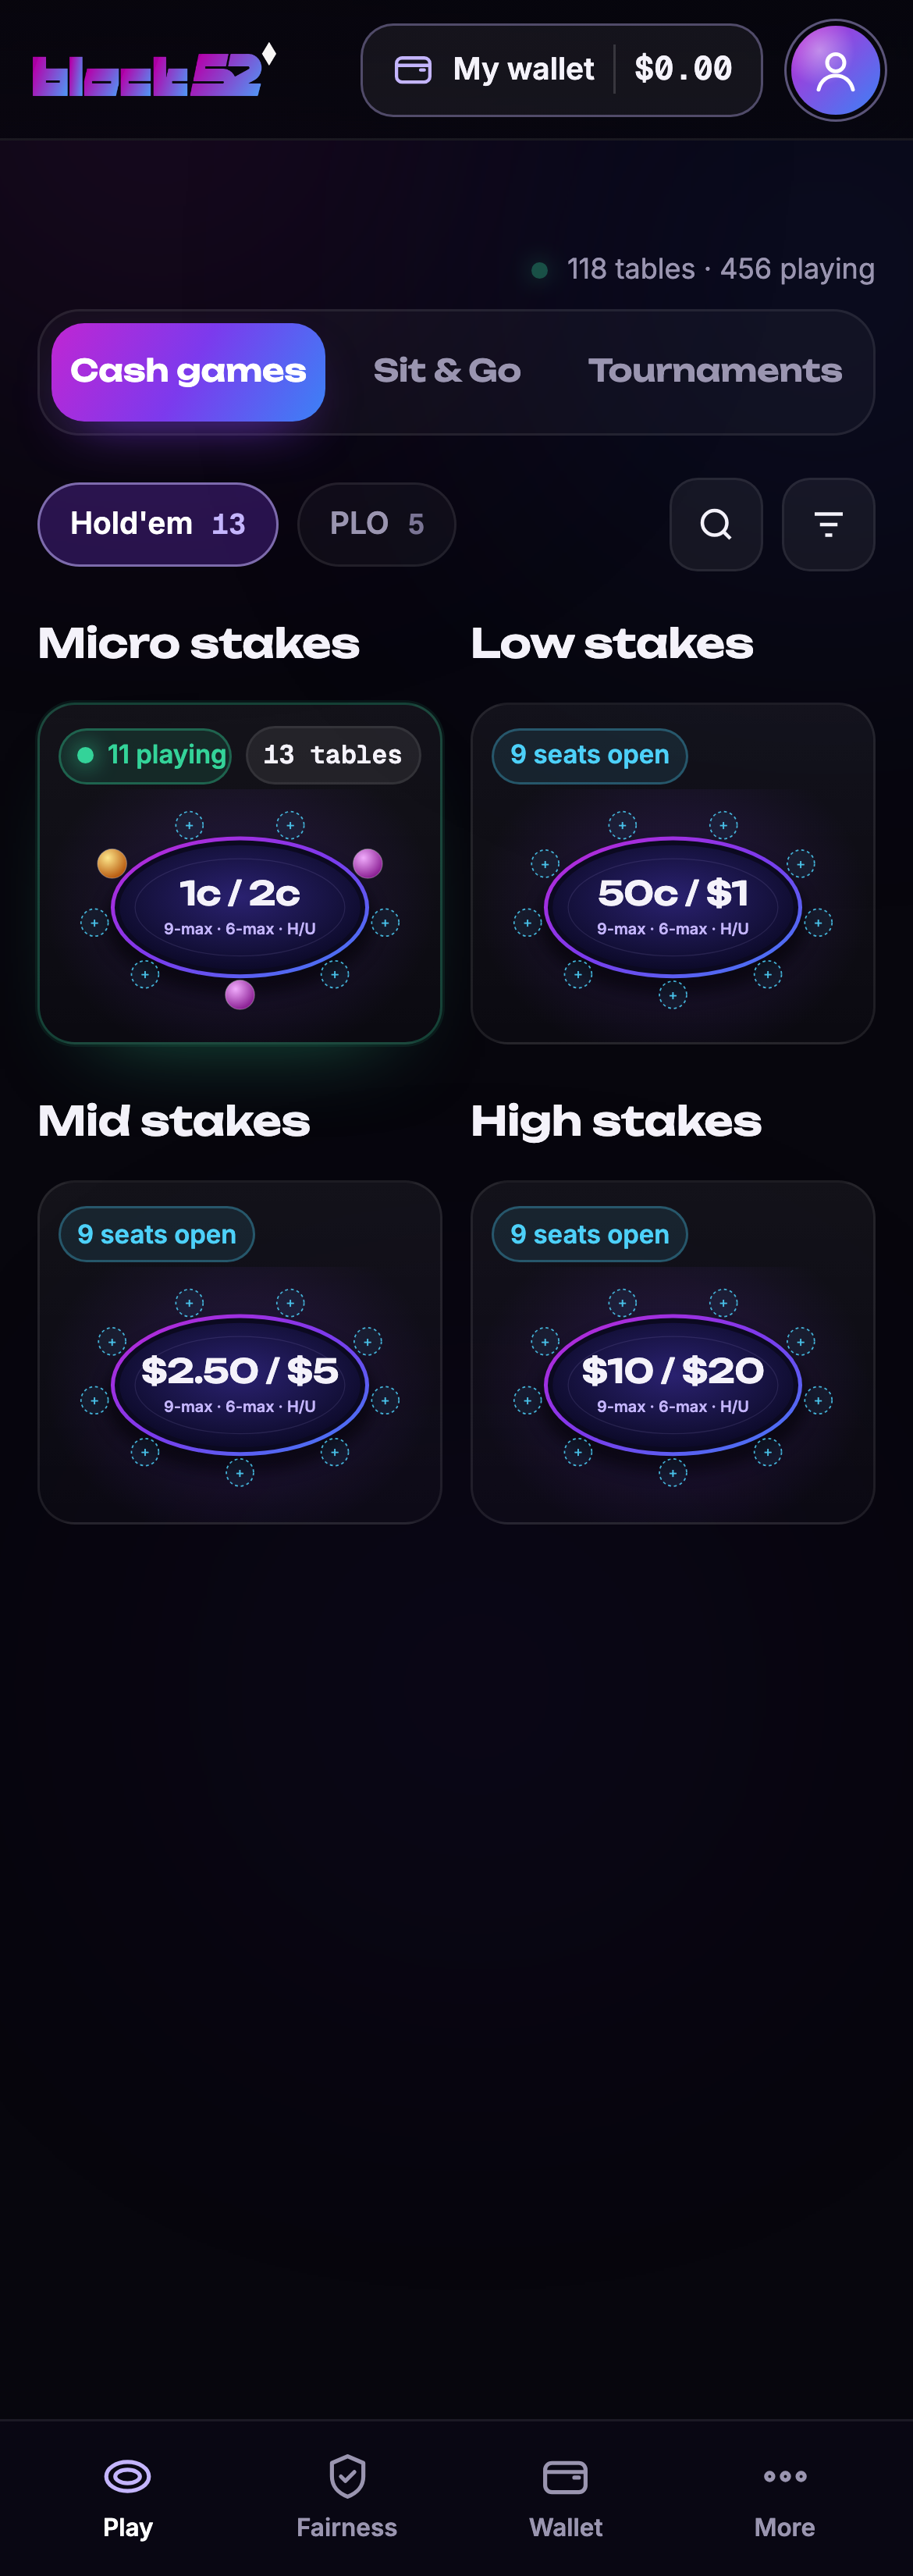 block52
My wallet $0.00
118 tables · 456 playing
Cash games Sit & Go Tournaments
Hold'em 13 PLO 5
Micro stakes Low stakes
11 playing 13 tables 9 seats open
1c / 2c 50c / $1
9-max · 6-max · H/U 9-max · 6-max · H/U
Mid stakes High stakes
9 seats open 9 seats open
$2.50 / $5 $10 / $20
9-max · 6-max · H/U 9-max · 6-max · H/U
Play Fairness Wallet More